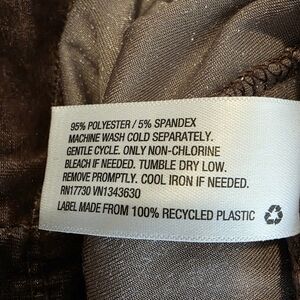 95% POLYESTER / 5% SPANDEX
MACHINE WASH COLD SEPARATELY.
GENTLE CYCLE. ONLY NON-CHLORINE
BLEACH IF NEEDED. TUMBLE DRY LOW.
REMOVE PROMPTLY. COOL IRON IF NEEDED.
RN17730 VN1343630
LABEL MADE FROM 100% RECYCLED PLASTIC